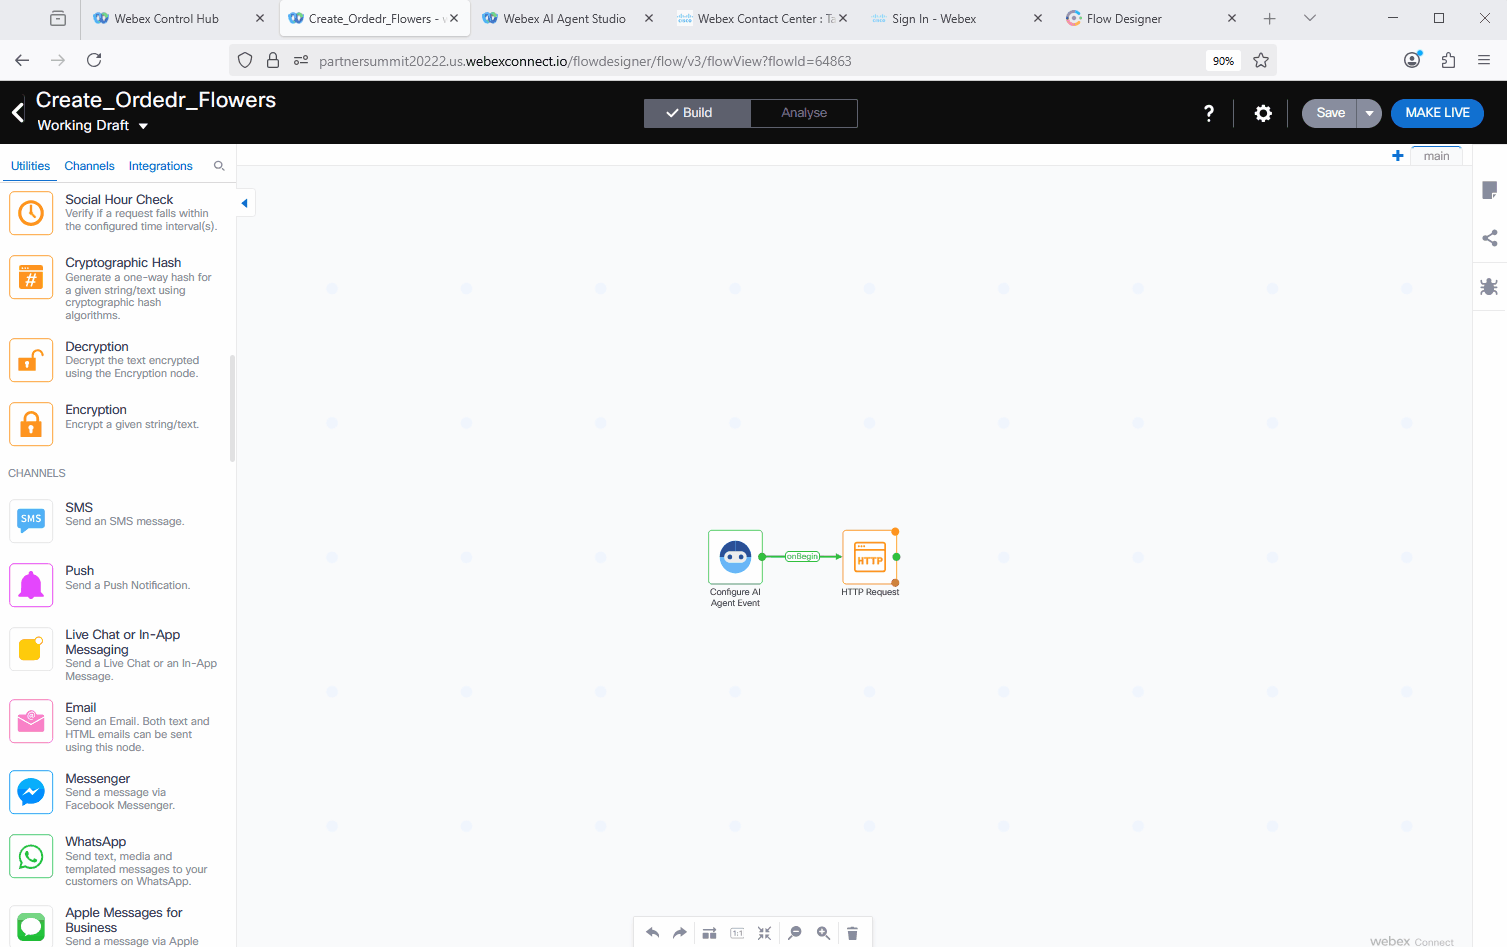 Webex Control Hub
Create_Ordedr_Flowers - w
Webex AI Agent Studio
Webex Contact Center : Ta
Sign In - Webex
Flow Designer
partnersummit20222.us.webexconnect.io/flowdesigner/flow/v3/flowView?flowId=64863
90%
Create_Ordedr_Flowers
Working Draft
Build
Analyse
?
Save
MAKE LIVE
Utilities
Channels
Integrations
+ main
Social Hour Check
Verify if a request falls within
the configured time interval(s).
Cryptographic Hash
Generate a one-way hash for
a given string/text using
cryptographic hash
algorithms.
Decryption
Decrypt the text encrypted
using the Encryption node.
Encryption
Encrypt a given string/text.
CHANNELS
SMS
SMS
Send an SMS message.
Push
Send a Push Notification.
Live Chat or In-App
Messaging
Send a Live Chat or an In-App
Message.
Email
Send an Email. Both text and
HTML emails can be sent
using this node.
Messenger
Send a message via
Facebook Messenger.
WhatsApp
Send text, media and
templated messages to your
customers on WhatsApp.
Apple Messages for
Business
Send a message via Apple
onBegin
HTTP
Configure AI
Agent Event
HTTP Request
1:1
webex Connect